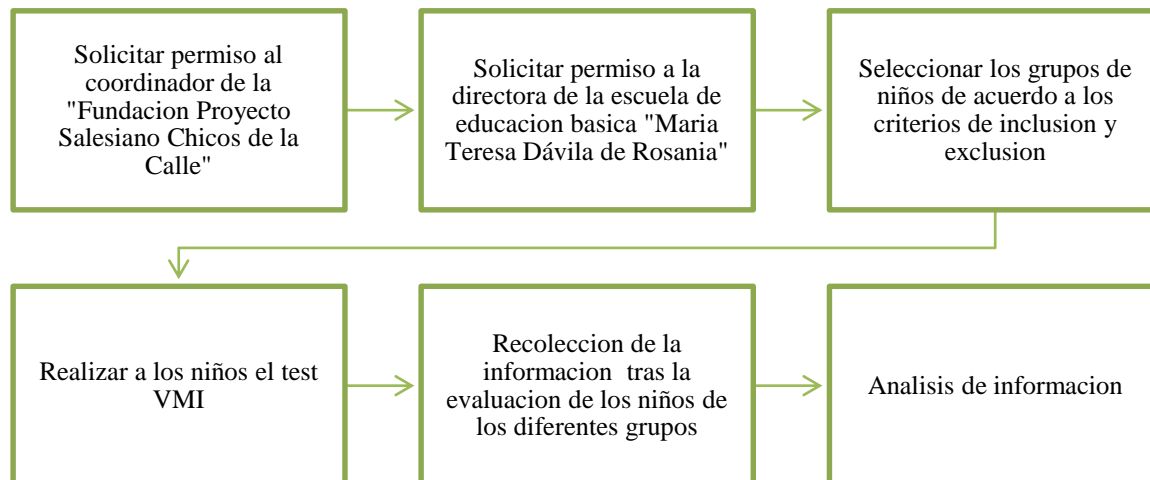 Solicitar permiso al
coordinador de la
"Fundacion Proyecto
Salesiano Chicos de la
Calle"
Solicitar permiso a la
directora de la escuela de
educacion basica "Maria
Teresa Dávila de Rosania"
Seleccionar los grupos de
niños de acuerdo a los
criterios de inclusion y
exclusion
Realizar a los niños el test
VMI
Recoleccion de la
informacion tras la
evaluacion de los niños de
los diferentes grupos
Analisis de informacion